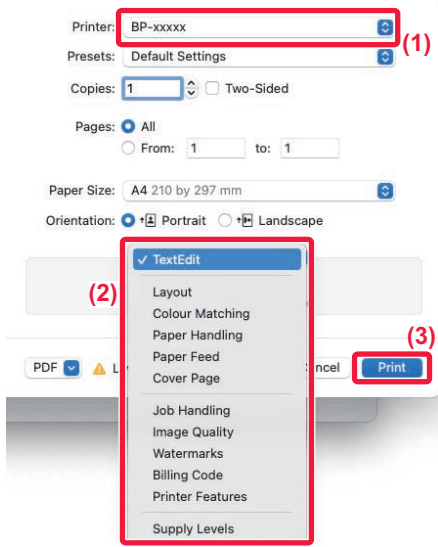 Printer: BP-xxxxx
(1)
Presets: Default Settings
Copies: 1 Two-Sided
Pages: All
From: 1 to: 1
Paper Size: A4 210 by 297 mm
Orientation: Portrait Landscape
(2)
✓ TextEdit
Layout
Colour Matching
Paper Handling
Paper Feed
Cover Page
(3)
PDF L ncel Print
Job Handling
Image Quality
Watermarks
Billing Code
Printer Features
Supply Levels